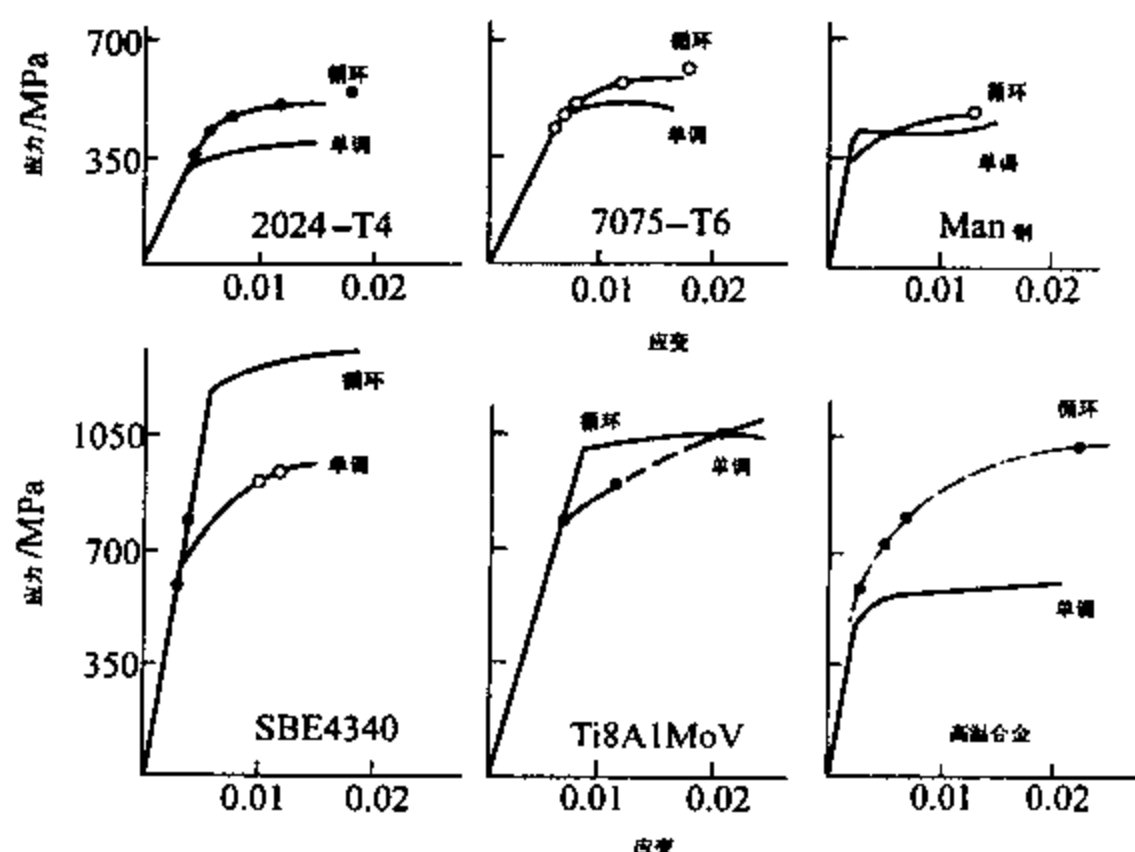 应力/MPa
700
350
循环
单调
2024-T4
0.01
0.02
循环
单调
7075-T6
0.01
0.02
应变
循环
单调
Man 钢
0.01
0.02
应力/MPa
1050
700
350
循环
单调
SBE4340
0.01
0.02
循环
单调
Ti8A1MoV
0.01
0.02
应变
循环
单调
高温合金
0.01
0.02